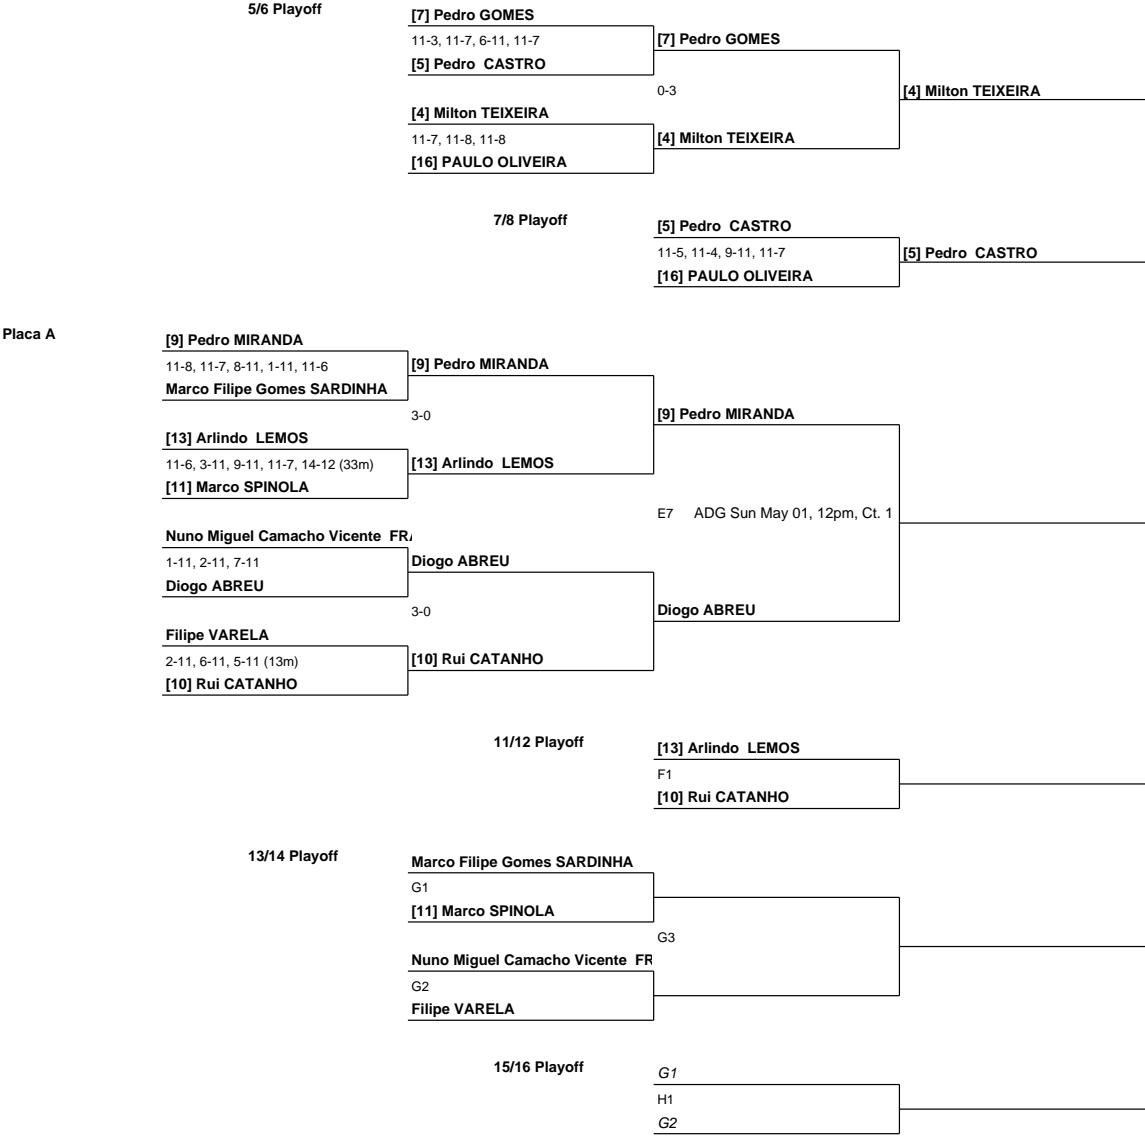 5/6 Playoff
[7] Pedro GOMES
11-3, 11-7, 6-11, 11-7
[7] Pedro GOMES
[5] Pedro CASTRO
0-3
[4] Milton TEIXEIRA
[4] Milton TEIXEIRA
11-7, 11-8, 11-8
[4] Milton TEIXEIRA
[16] PAULO OLIVEIRA
7/8 Playoff
[5] Pedro CASTRO
11-5, 11-4, 9-11, 11-7
[5] Pedro CASTRO
[16] PAULO OLIVEIRA
Placa A
[9] Pedro MIRANDA
11-8, 11-7, 8-11, 1-11, 11-6
[9] Pedro MIRANDA
Marco Filipe Gomes SARDINHA
3-0
[9] Pedro MIRANDA
[13] Arlindo LEMOS
11-6, 3-11, 9-11, 11-7, 14-12 (33m)
[13] Arlindo LEMOS
[11] Marco SPINOLA
E7 ADG Sun May 01, 12pm, Ct. 1
Nuno Miguel Camacho Vicente FRA
1-11, 2-11, 7-11
Diogo ABREU
Diogo ABREU
3-0
Diogo ABREU
Filipe VARELA
2-11, 6-11, 5-11 (13m)
[10] Rui CATANHO
[10] Rui CATANHO
11/12 Playoff
[13] Arlindo LEMOS
F1
[10] Rui CATANHO
13/14 Playoff
Marco Filipe Gomes SARDINHA
G1
[11] Marco SPINOLA
G3
Nuno Miguel Camacho Vicente FR
G2
Filipe VARELA
15/16 Playoff
G1
H1
G2